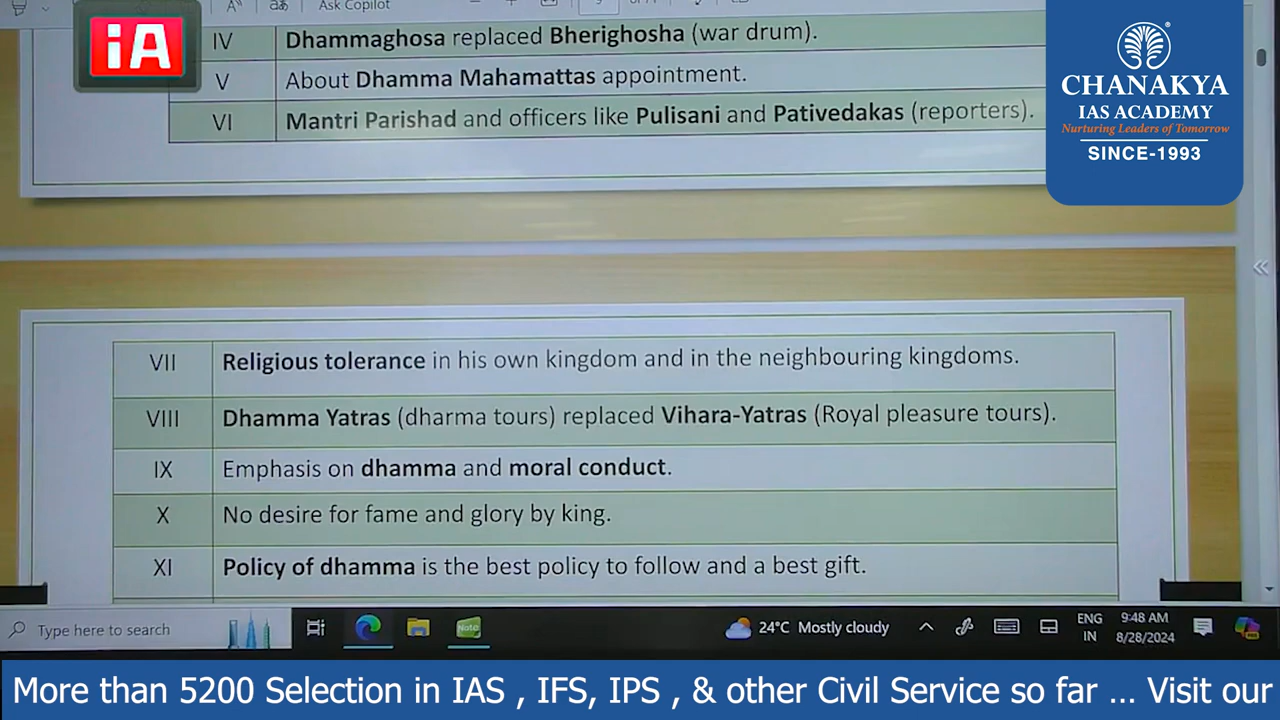 Ask Copilot
iA
IV Dhammaghosa replaced Bherighosha (war drum).
V About Dhamma Mahamattas appointment.
VI Mantri Parishad and officers like Pulisani and Pativedakas (reporters).
CHANAKYA
IAS ACADEMY
Nurturing Leaders of Tomorrow
SINCE-1993
VII Religious tolerance in his own kingdom and in the neighbouring kingdoms.
VIII Dhamma Yatras (dharma tours) replaced Vihara-Yatras (Royal pleasure tours).
IX Emphasis on dhamma and moral conduct.
X No desire for fame and glory by king.
XI Policy of dhamma is the best policy to follow and a best gift.
Type here to search
Note
24°C Mostly cloudy
ENG
IN
9:48 AM
8/28/2024
More than 5200 Selection in IAS , IFS, IPS , & other Civil Service so far ... Visit our